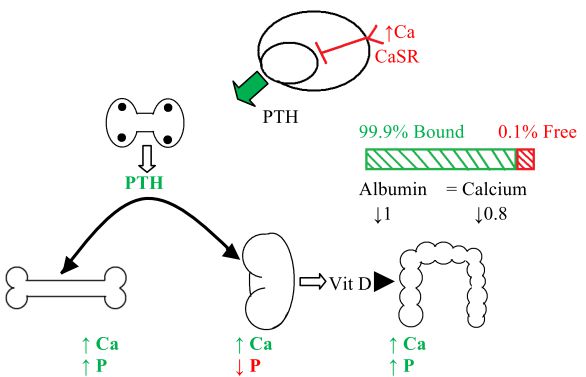 ↑Ca
CaSR
PTH
99.9% Bound 0.1% Free
PTH
Albumin = Calcium
↓1 ↓0.8
Vit D
↑ Ca ↑ Ca ↑ Ca
↑ P ↓ P ↑ P